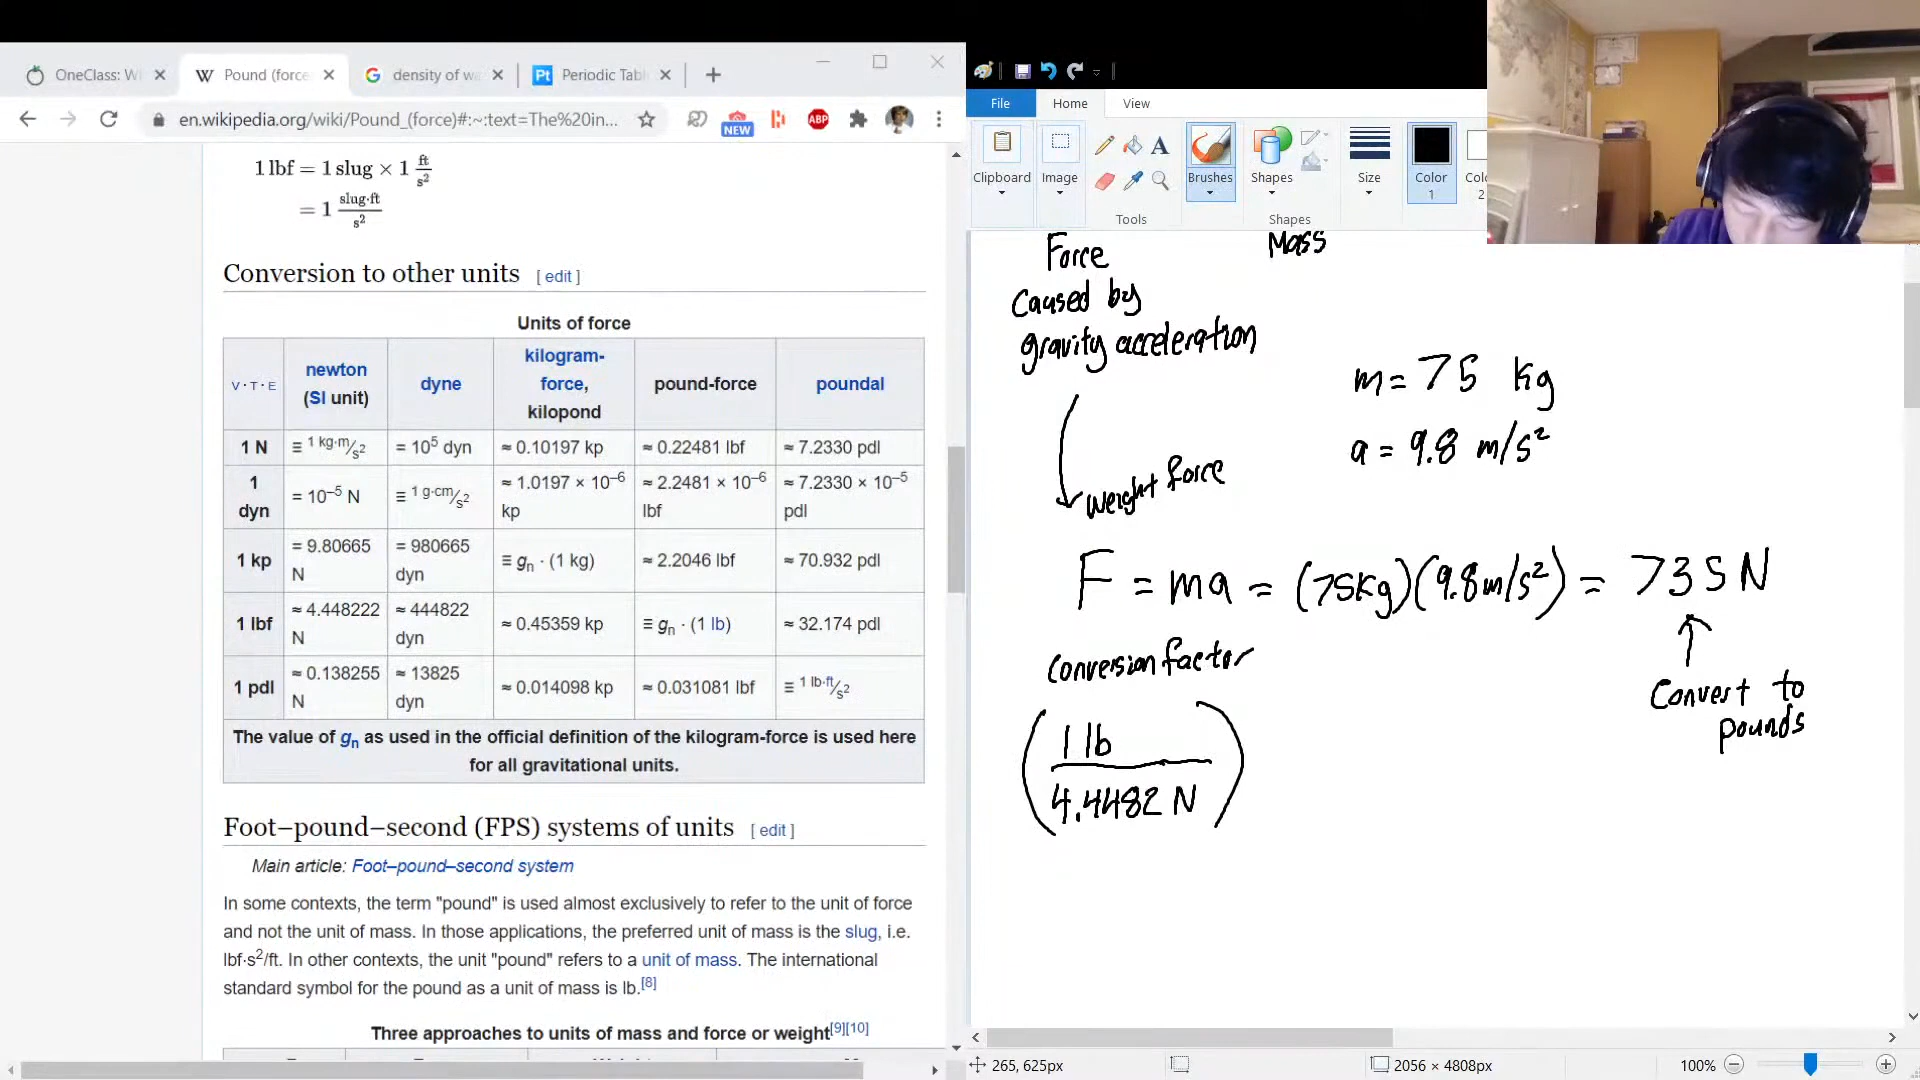 OneClass: W
Pound (force
density of wa
Periodic Tabl
en.wikipedia.org/wiki/Pound_(force)#:~:text=The%20in...
NEW
ABP
1 lbf = 1 slug × 1 ft/s²
= 1 slug·ft/s²
Conversion to other units [ edit ]
Units of force
V·T·E newton (SI unit) dyne kilogram-force, kilopond pound-force poundal
1 N ≡ 1 kg·m/s² = 10⁵ dyn ≈ 0.10197 kp ≈ 0.22481 lbf ≈ 7.2330 pdl
1 dyn = 10⁻⁵ N ≡ 1 g·cm/s² ≈ 1.0197 × 10⁻⁶ kp ≈ 2.2481 × 10⁻⁶ lbf ≈ 7.2330 × 10⁻⁵ pdl
1 kp = 9.80665 N = 980665 dyn ≡ gn · (1 kg) ≈ 2.2046 lbf ≈ 70.932 pdl
1 lbf ≈ 4.448222 N ≈ 444822 dyn ≈ 0.45359 kp ≡ gn · (1 lb) ≈ 32.174 pdl
1 pdl ≈ 0.138255 N ≈ 13825 dyn ≈ 0.014098 kp ≈ 0.031081 lbf ≡ 1 lb·ft/s²
The value of gn as used in the official definition of the kilogram-force is used here
for all gravitational units.
Foot–pound–second (FPS) systems of units [ edit ]
Main article: Foot–pound–second system
In some contexts, the term "pound" is used almost exclusively to refer to the unit of force
and not the unit of mass. In those applications, the preferred unit of mass is the slug, i.e.
lbf·s²/ft. In other contexts, the unit "pound" refers to a unit of mass. The international
standard symbol for the pound as a unit of mass is lb.[8]
Three approaches to units of mass and force or weight[9][10]
File Home View
Clipboard
Image
A
Tools
Brushes
Shapes
Shapes
Size
Color 1
Colo 2
Force
Mass
Caused by
gravity acceleration
m = 75 kg
a = 9.8 m/s²
weight force
F = ma = (75kg)(9.8m/s²) = 735 N
Conversion factor
Convert to
pounds
(1 lb / 4.4482 N)
265, 625px
2056 × 4808px
100%